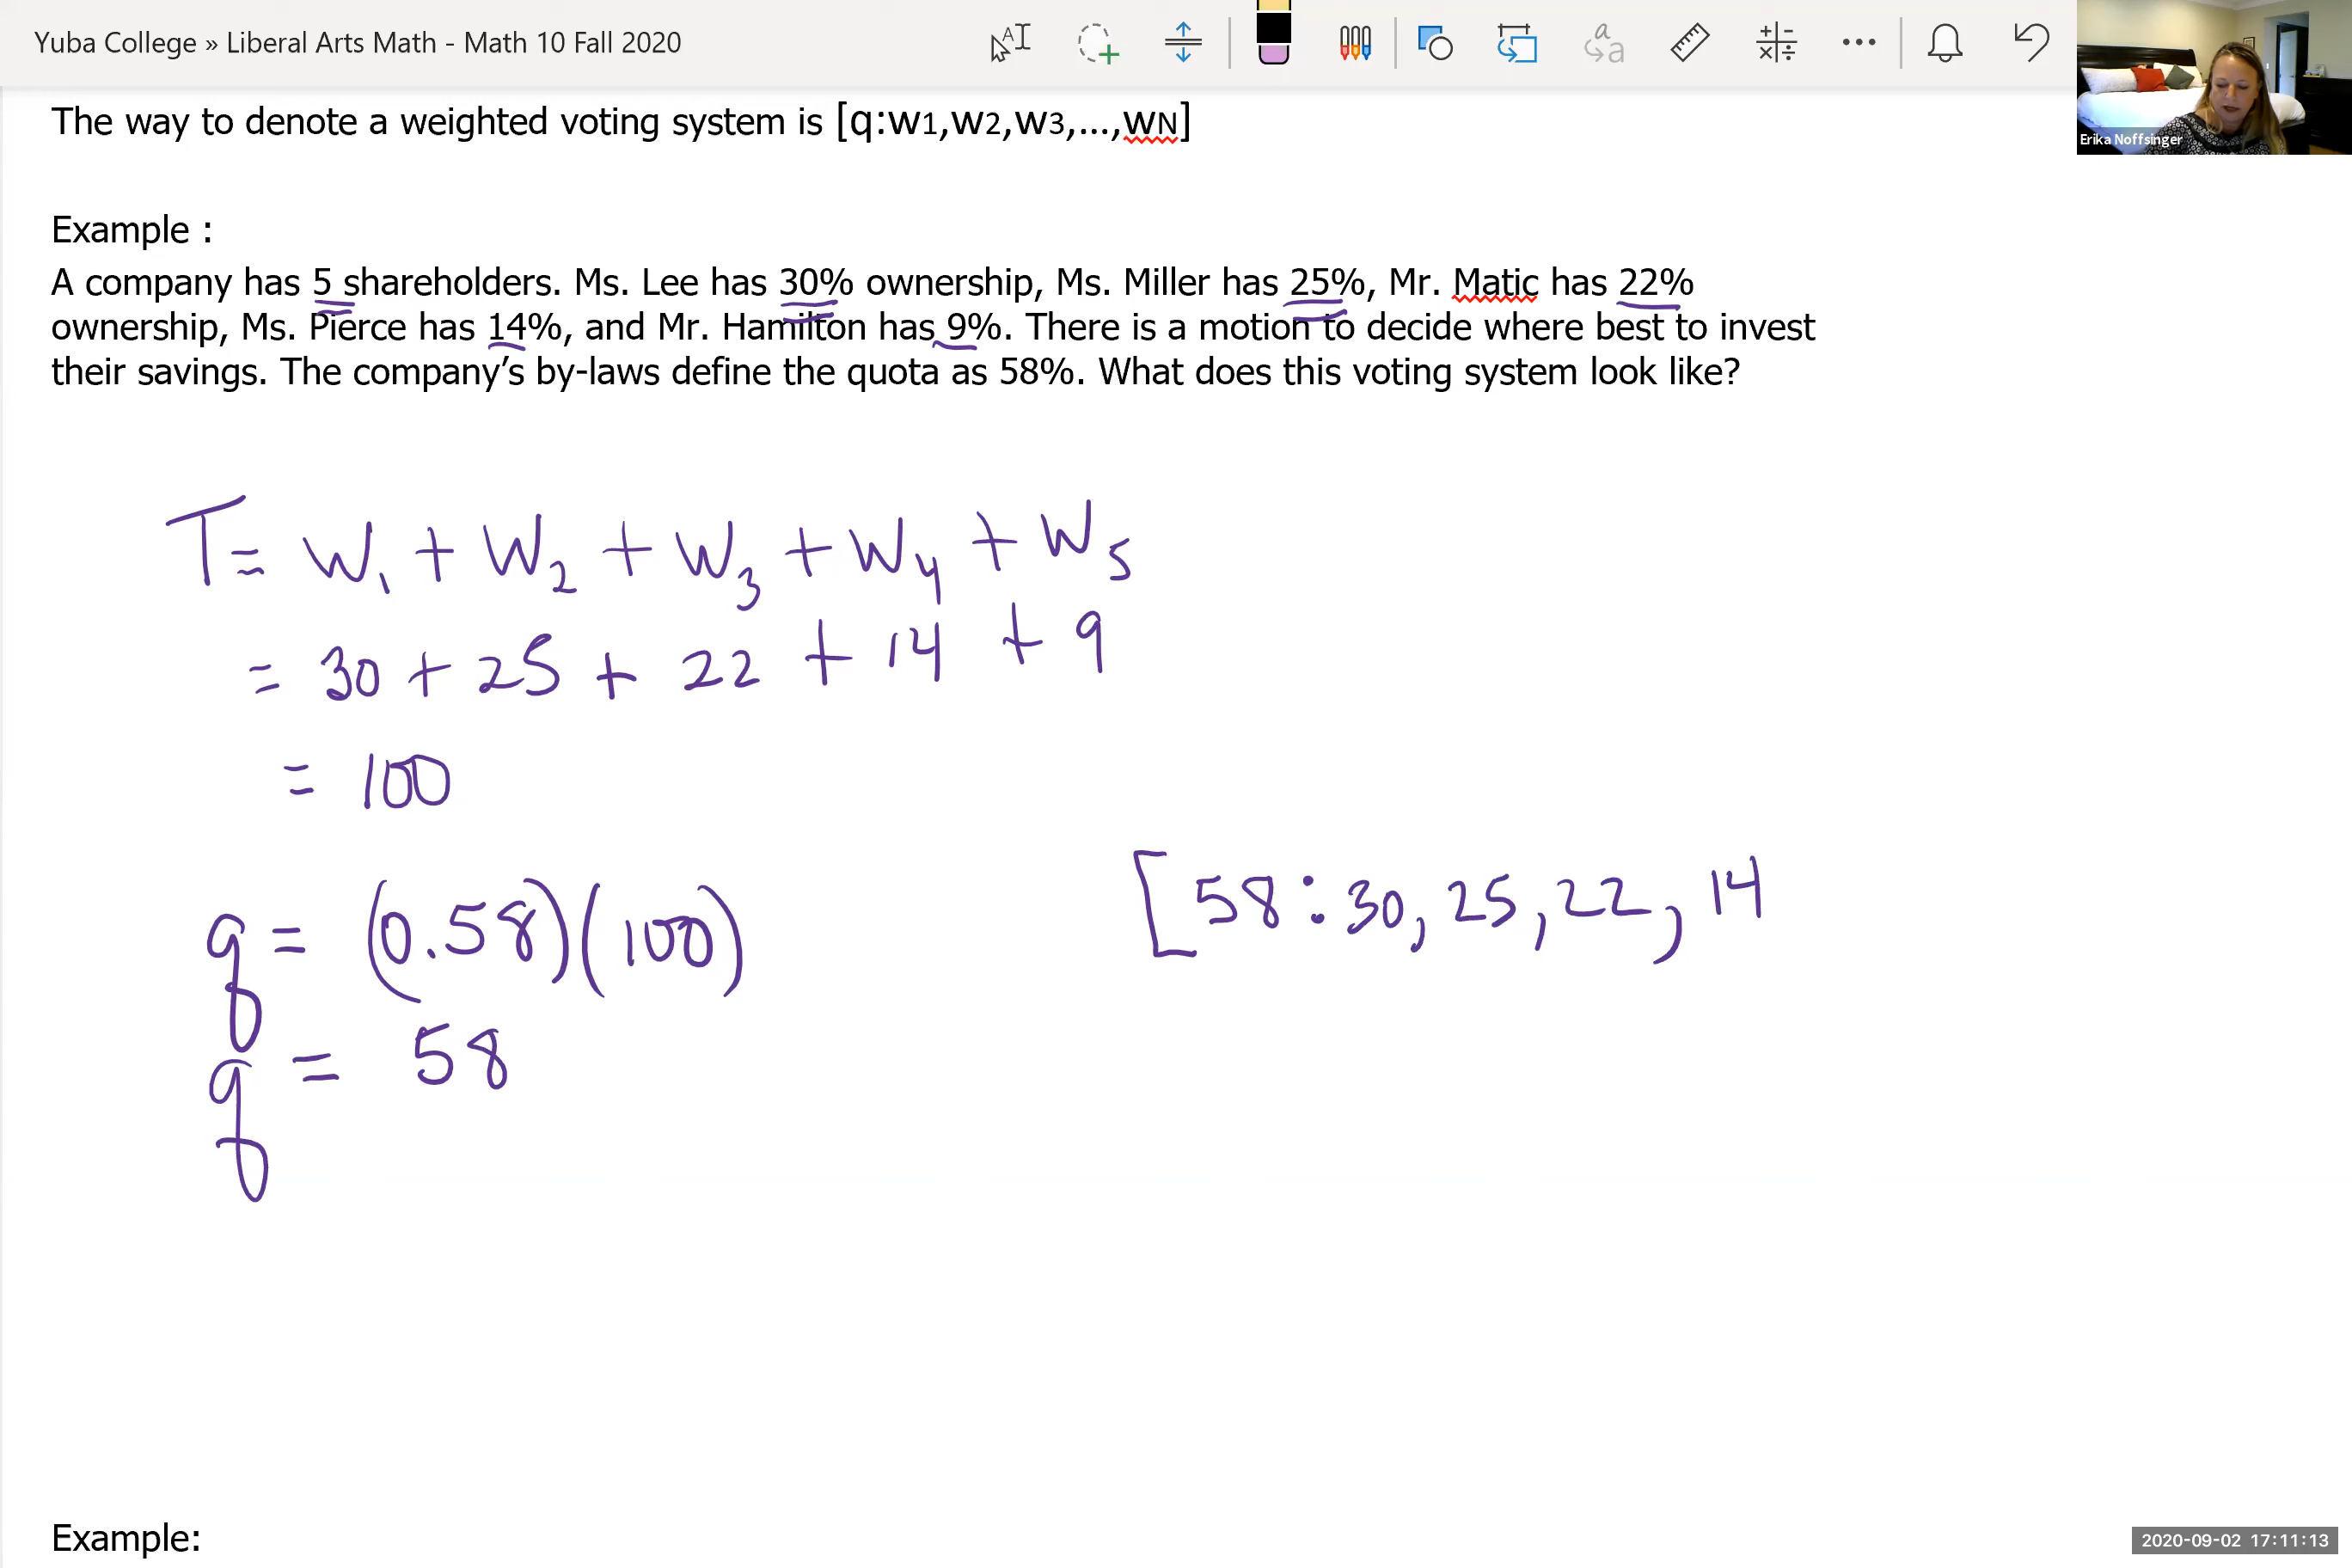 Yuba College » Liberal Arts Math - Math 10 Fall 2020
Erika Noffsinger
The way to denote a weighted voting system is [q:w1,w2,w3,...,wN]
Example :
A company has 5 shareholders. Ms. Lee has 30% ownership, Ms. Miller has 25%, Mr. Matic has 22%
ownership, Ms. Pierce has 14%, and Mr. Hamilton has 9%. There is a motion to decide where best to invest
their savings. The company's by-laws define the quota as 58%. What does this voting system look like?
T = W1 + W2 + W3 + W4 + W5
= 30 + 25 + 22 + 14 + 9
= 100
q = (0.58)(100)
[58:30, 25, 22, 14
q = 58
Example:
2020-09-02 17:11:13